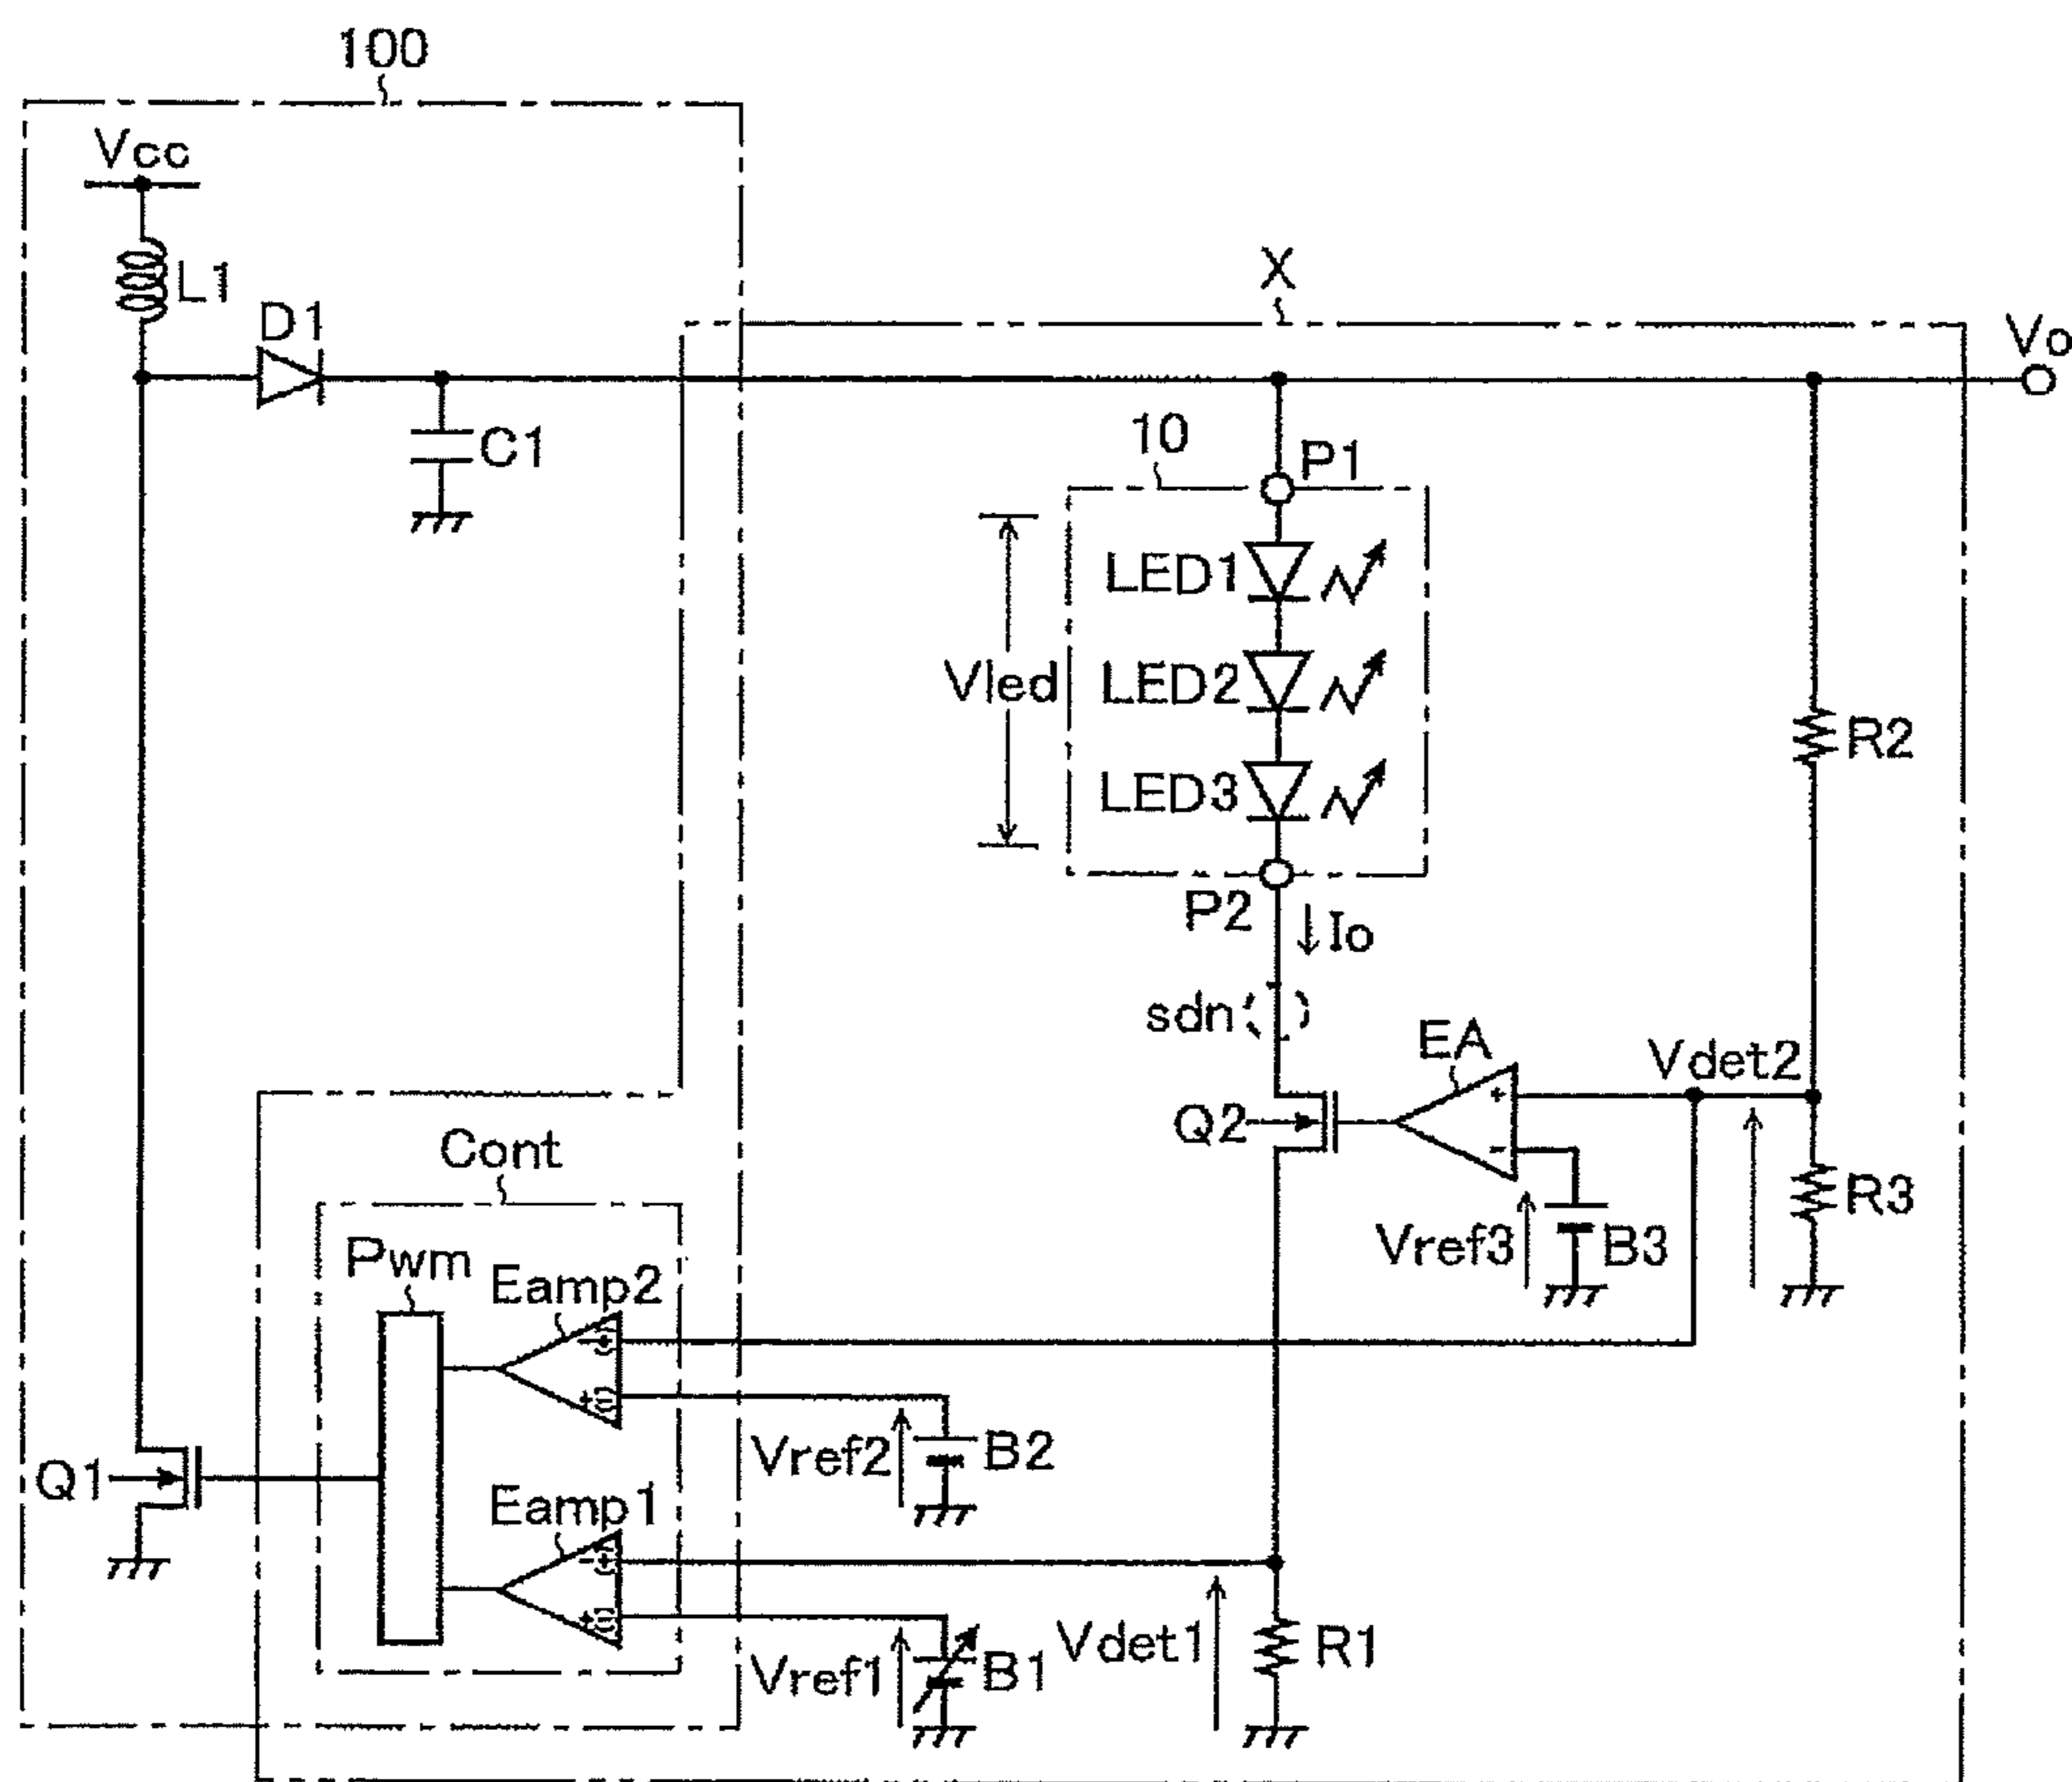 100
Vcc
L1
D1
X
Vo
C1
10
P1
LED1
Vled
LED2
R2
LED3
P2
Io
sdn
EA
Vdet2
+
Q2
-
Cont
R3
Pwm
Vref3
B3
Eamp2
Vref2
B2
Q1
Eamp1
Vdet1
R1
Vref1
B1